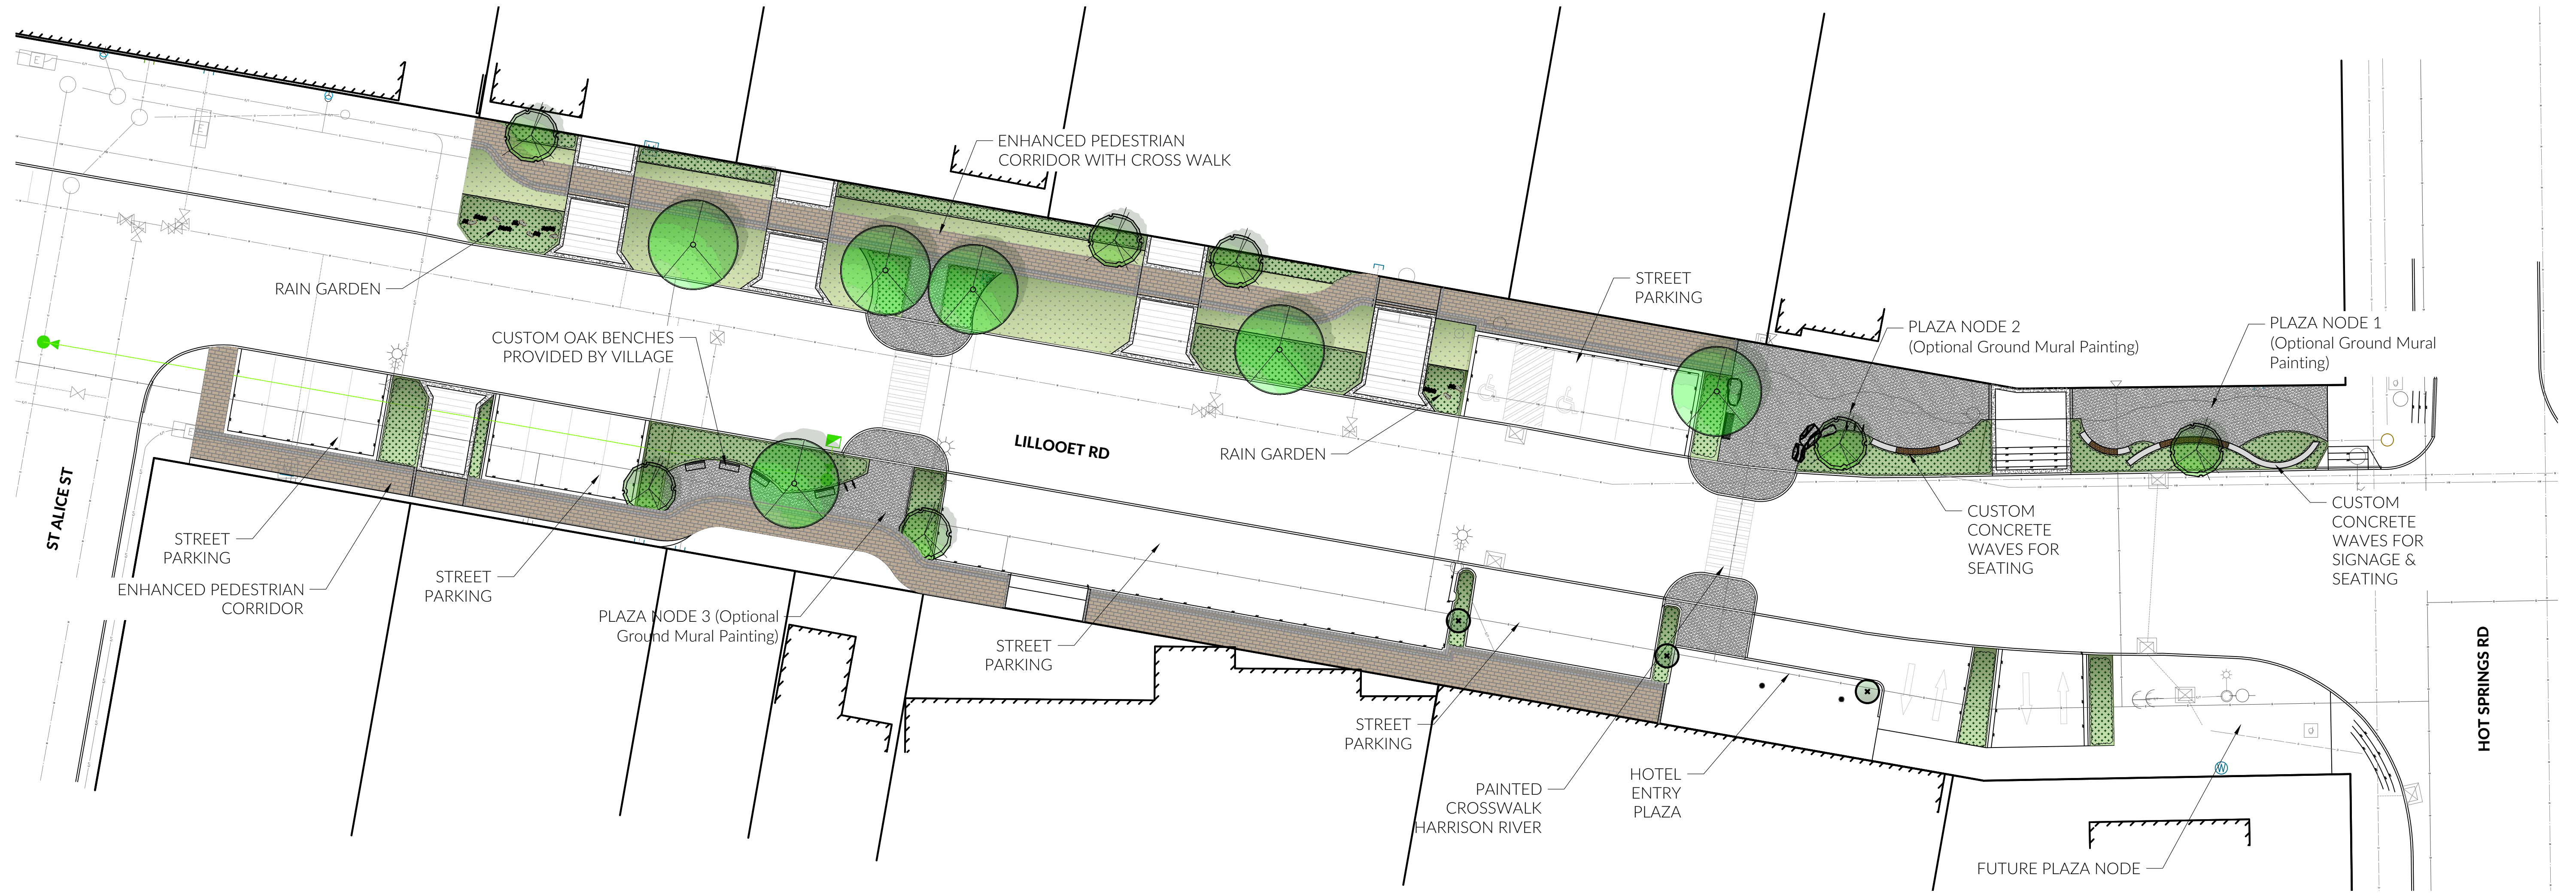 ENHANCED PEDESTRIAN
CORRIDOR WITH CROSS WALK
RAIN GARDEN
CUSTOM OAK BENCHES
PROVIDED BY VILLAGE
STREET
PARKING
PLAZA NODE 2
(Optional Ground Mural Painting)
PLAZA NODE 1
(Optional Ground Mural
Painting)
LILLOOET RD
RAIN GARDEN
ST ALICE ST
STREET
PARKING
ENHANCED PEDESTRIAN
CORRIDOR
STREET
PARKING
PLAZA NODE 3 (Optional
Ground Mural Painting)
STREET
PARKING
CUSTOM
CONCRETE
WAVES FOR
SEATING
CUSTOM
CONCRETE
WAVES FOR
SIGNAGE &
SEATING
STREET
PARKING
PAINTED
CROSSWALK
HARRISON RIVER
HOTEL
ENTRY
PLAZA
HOT SPRINGS RD
FUTURE PLAZA NODE
E
E
E
W